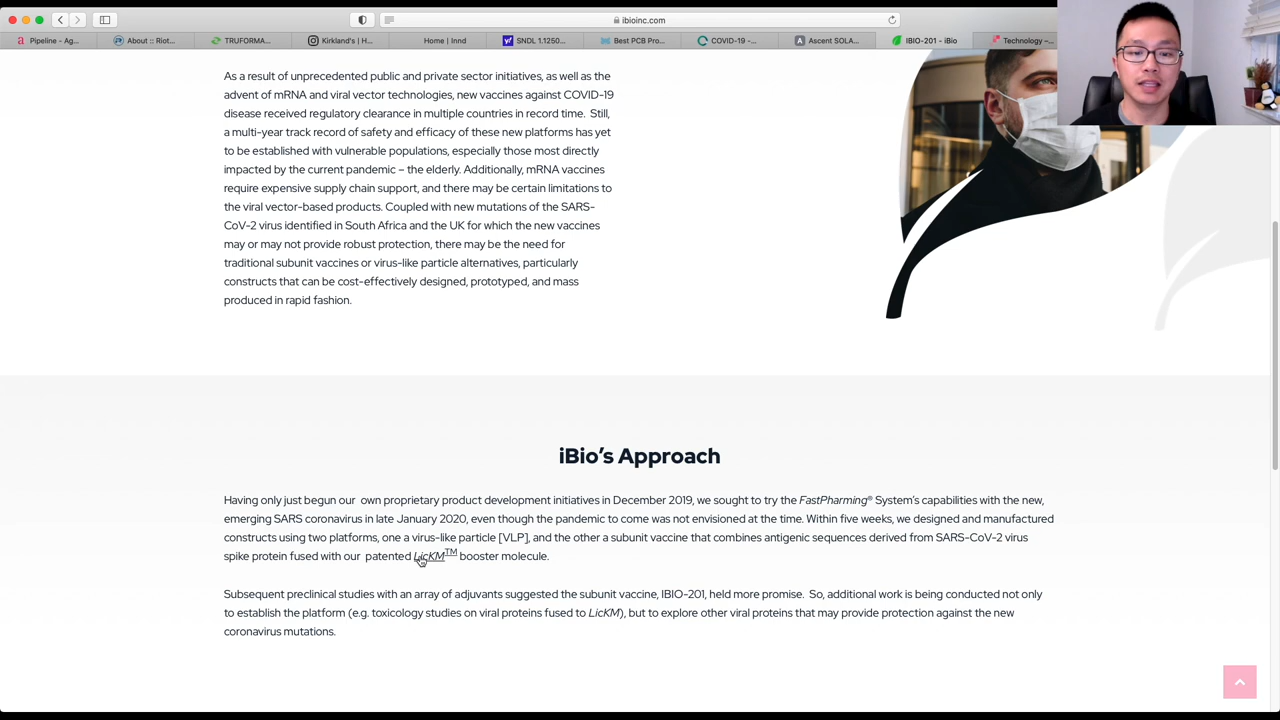 ibioinc.com
Pipeline - Ag...
About :: Riot...
TRUFORMA...
Kirkland's | H...
Home | Innd
SNDL 1.1250...
Best PCB Pro...
COVID-19 -...
Ascent SOLA...
IBIO-201 - iBio
Technology –...
As a result of unprecedented public and private sector initiatives, as well as the
advent of mRNA and viral vector technologies, new vaccines against COVID-19
disease received regulatory clearance in multiple countries in record time. Still,
a multi-year track record of safety and efficacy of these new platforms has yet
to be established with vulnerable populations, especially those most directly
impacted by the current pandemic – the elderly. Additionally, mRNA vaccines
require expensive supply chain support, and there may be certain limitations to
the viral vector-based products. Coupled with new mutations of the SARS-
CoV-2 virus identified in South Africa and the UK for which the new vaccines
may or may not provide robust protection, there may be the need for
traditional subunit vaccines or virus-like particle alternatives, particularly
constructs that can be cost-effectively designed, prototyped, and mass
produced in rapid fashion.
iBio's Approach
Having only just begun our own proprietary product development initiatives in December 2019, we sought to try the FastPharming® System's capabilities with the new,
emerging SARS coronavirus in late January 2020, even though the pandemic to come was not envisioned at the time. Within five weeks, we designed and manufactured
constructs using two platforms, one a virus-like particle [VLP], and the other a subunit vaccine that combines antigenic sequences derived from SARS-CoV-2 virus
spike protein fused with our patented LicKM™ booster molecule.
Subsequent preclinical studies with an array of adjuvants suggested the subunit vaccine, IBIO-201, held more promise. So, additional work is being conducted not only
to establish the platform (e.g. toxicology studies on viral proteins fused to LicKM), but to explore other viral proteins that may provide protection against the new
coronavirus mutations.